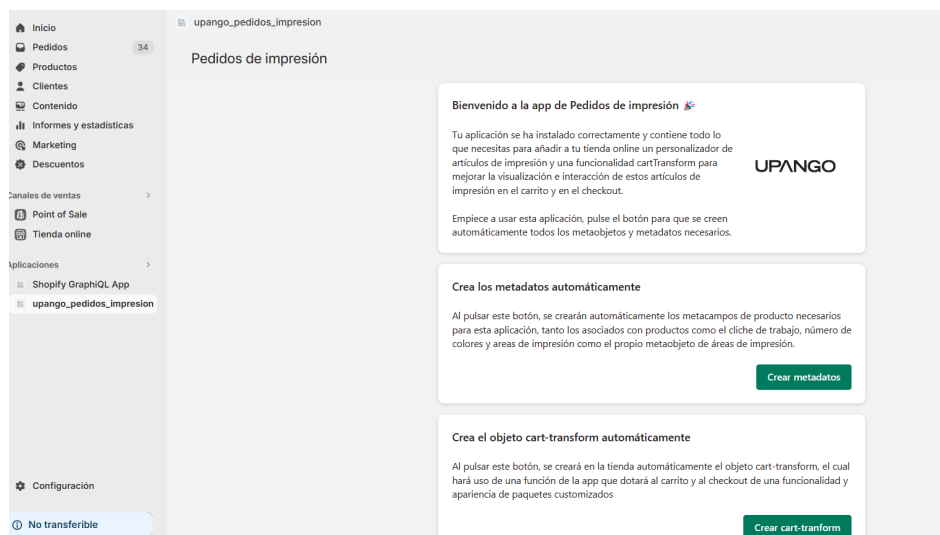 Inicio
Pedidos 34
Productos
Clientes
Contenido
Informes y estadísticas
Marketing
Descuentos
Canales de ventas
Point of Sale
Tienda online
Aplicaciones
Shopify GraphiQL App
upango_pedidos_impresion
Configuración
No transferible
upango_pedidos_impresion
Pedidos de impresión
Bienvenido a la app de Pedidos de impresión 🎉
Tu aplicación se ha instalado correctamente y contiene todo lo
que necesitas para añadir a tu tienda online un personalizador de
artículos de impresión y una funcionalidad cartTransform para
mejorar la visualización e interacción de estos artículos de
impresión en el carrito y en el checkout.
Empiece a usar esta aplicación, pulse el botón para que se creen
automáticamente todos los metaobjetos y metadatos necesarios.
UPANGO
Crea los metadatos automáticamente
Al pulsar este botón, se crearán automáticamente los metacampos de producto necesarios
para esta aplicación, tanto los asociados con productos como el cliche de trabajo, número de
colores y areas de impresión como el propio metaobjeto de áreas de impresión.
Crear metadatos
Crea el objeto cart-transform automáticamente
Al pulsar este botón, se creará en la tienda automáticamente el objeto cart-transform, el cual
hará uso de una función de la app que dotará al carrito y al checkout de una funcionalidad y
apariencia de paquetes customizados
Crear cart-tranform